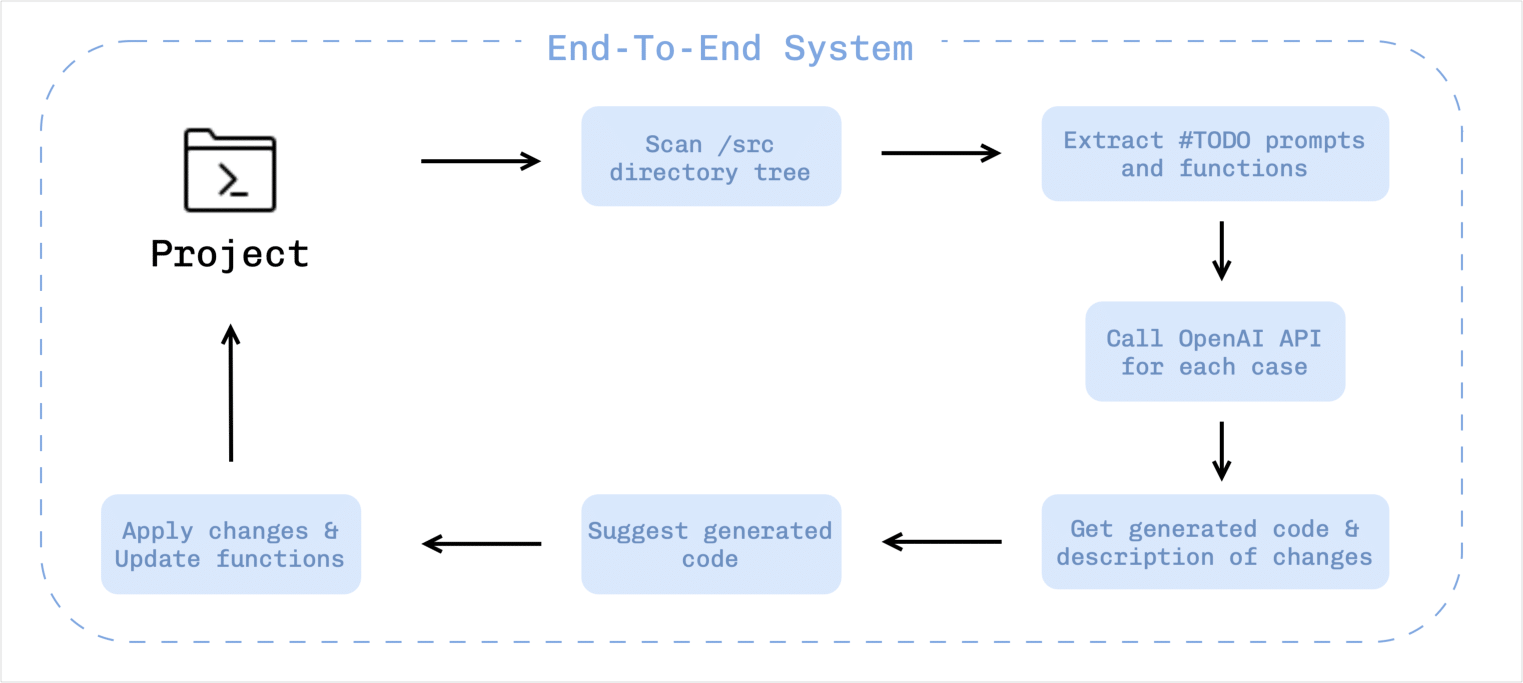 End-To-End System
Project
Scan /src
directory tree
Extract #TODO prompts
and functions
Call OpenAI API
for each case
Get generated code &
description of changes
Suggest generated
code
Apply changes &
Update functions